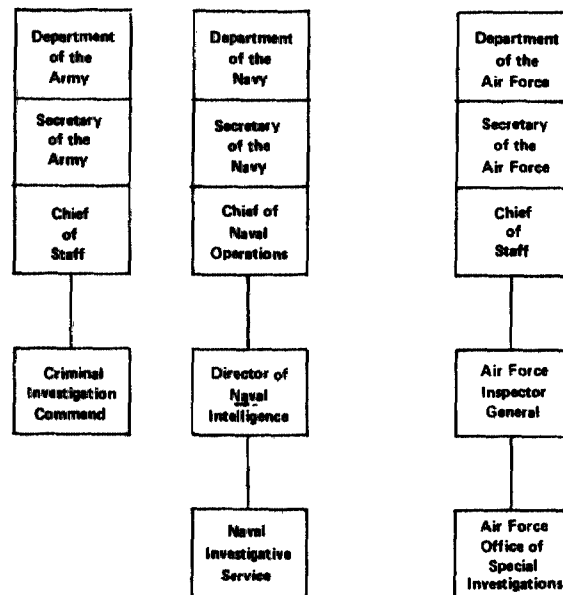 Department
of the
Army
Secretary
of the
Army
Chief
of
Staff
Criminal
Investigation
Command
Department
of the
Navy
Secretary
of the
Navy
Chief of
Naval
Operations
Director of
Naval
Intelligence
Naval
Investigative
Service
Department
of the
Air Force
Secretary
of the
Air Force
Chief
of
Staff
Air Force
Inspector
General
Air Force
Office of
Special
Investigations